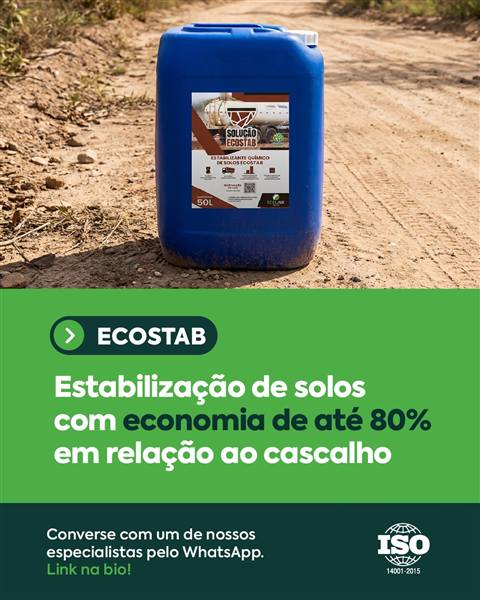 SOLUÇÃO
ECOSTAB
ESTABILIZANTE QUÍMICO
DE SOLOS ECOSTAB
50L
ECOSTAB
Estabilização de solos
com economia de até 80%
em relação ao cascalho
Converse com um de nossos
especialistas pelo WhatsApp.
Link na bio!
ISO
14001-2015